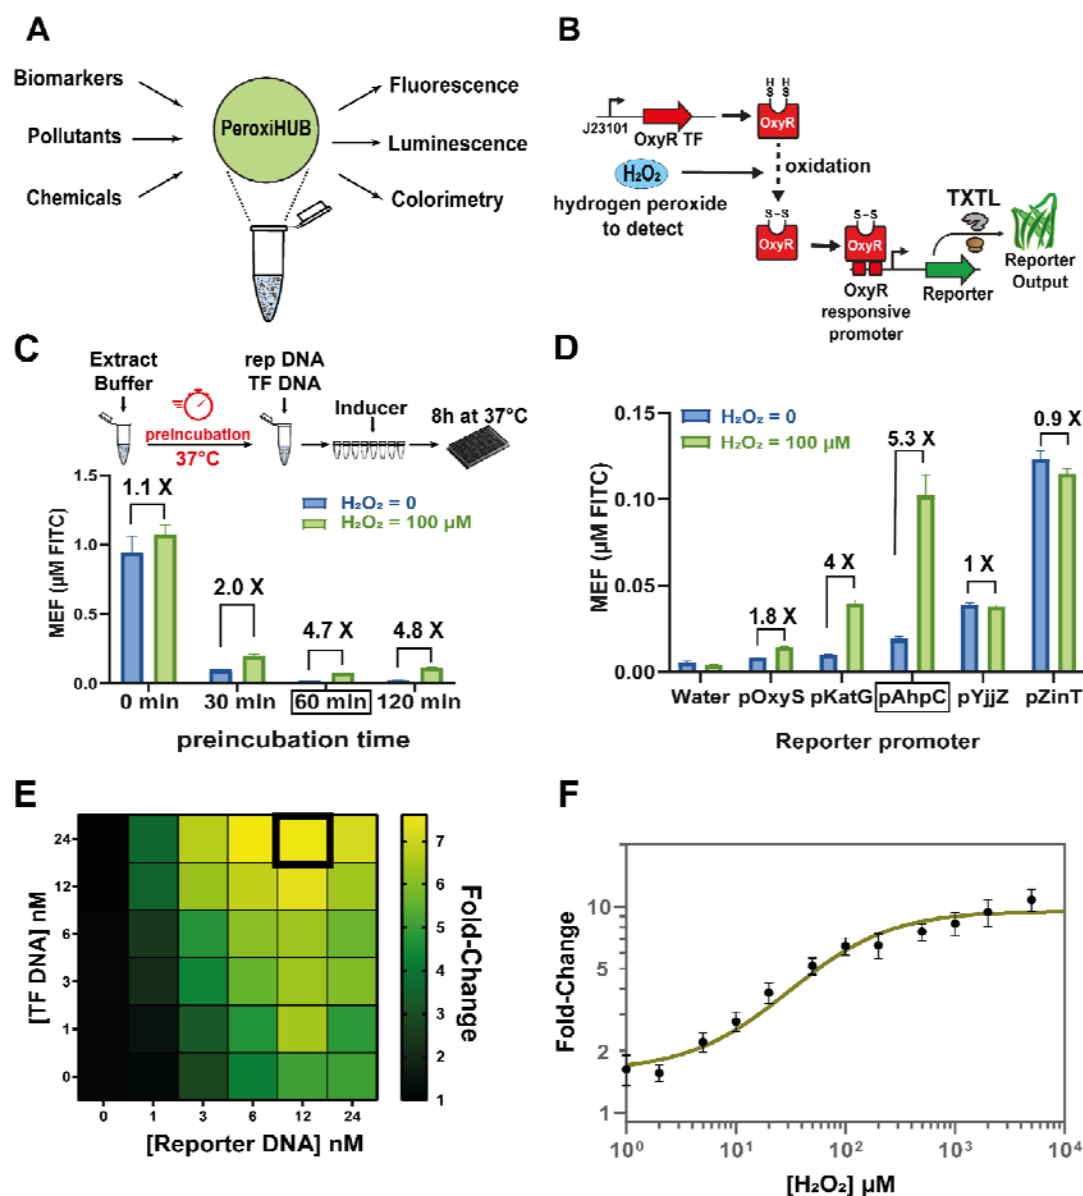 A
Biomarkers
Pollutants
Chemicals
PeroxiHUB
Fluorescence
Luminescence
Colorimetry
B
J23101
OxyR TF
HS
SH
OxyR
H₂O₂
hydrogen peroxide
to detect
oxidation
S-S
OxyR
S-S
OxyR
OxyR
responsive
promoter
Reporter
TXTL
Reporter
Output
C
Extract
Buffer
preincubation
37°C
rep DNA
TF DNA
Inducer
8h at 37°C
MEF (µM FITC)
1.5
1.0
0.5
0.0
H₂O₂ = 0
H₂O₂ = 100 µM
1.1 X
2.0 X
4.7 X
4.8 X
0 min
30 min
60 min
120 min
preincubation time
D
MEF (µM FITC)
0.15
0.10
0.05
0.00
H₂O₂ = 0
H₂O₂ = 100 µM
1.8 X
4 X
5.3 X
1 X
0.9 X
Water
pOxyS
pKatG
pAhpC
pYjjZ
pZinT
Reporter promoter
E
[TF DNA] nM
24
12
6
3
1
0
0
1
3
6
12
24
[Reporter DNA] nM
7
6
5
4
3
2
1
Fold-Change
F
Fold-Change
10
5
2
1
10⁰
10¹
10²
10³
10⁴
[H₂O₂] µM